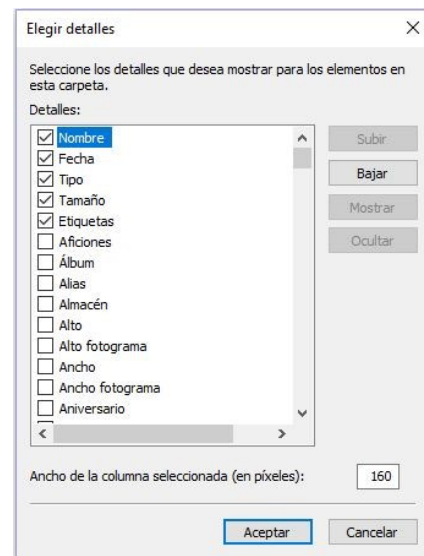 Elegir detalles
Seleccione los detalles que desea mostrar para los elementos en
esta carpeta.
Detalles:
Nombre
Fecha
Tipo
Tamaño
Etiquetas
Aficiones
Álbum
Alias
Almacén
Alto
Alto fotograma
Ancho
Ancho fotograma
Aniversario
Subir
Bajar
Mostrar
Ocultar
Ancho de la columna seleccionada (en píxeles): 160
Aceptar Cancelar